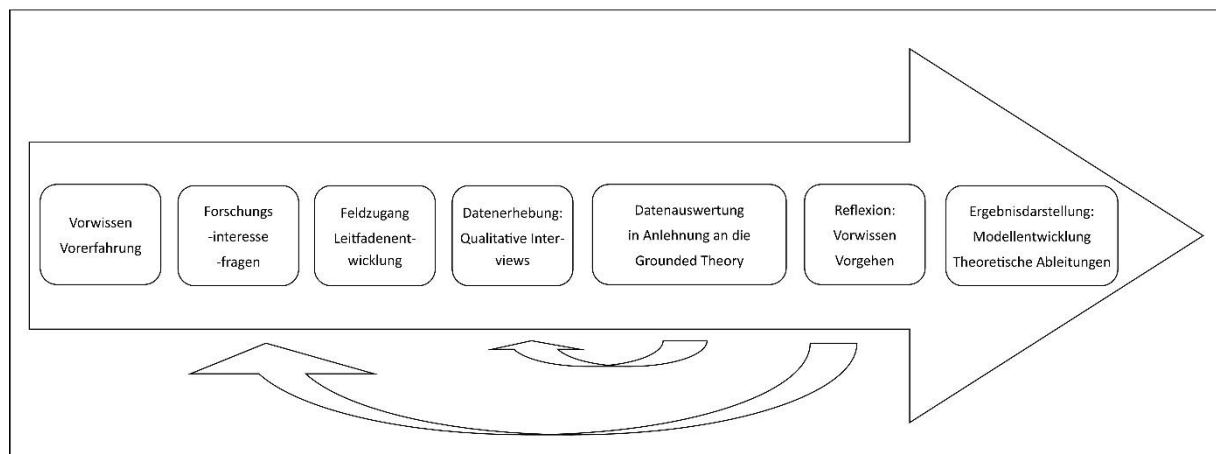 Vorwissen
Vorerfahrung
Forschungs
-interesse
-fragen
Feldzugang
Leitfadenent-
wicklung
Datenerhebung:
Qualitative Inter-
views
Datenauswertung
in Anlehnung an die
Grounded Theory
Reflexion:
Vorwissen
Vorgehen
Ergebnisdarstellung:
Modellentwicklung
Theoretische Ableitungen